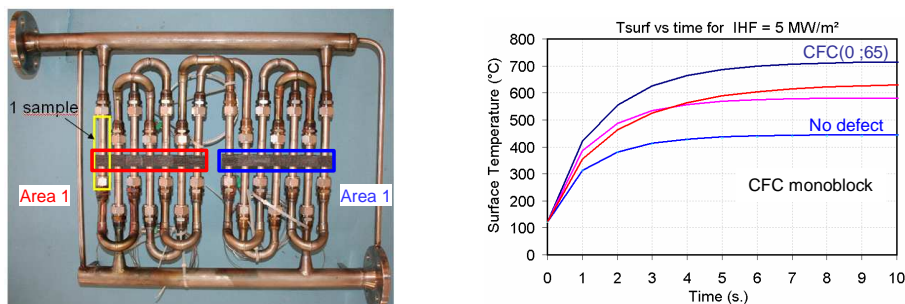 1 sample
Area 1
Area 1
Tsurf vs time for IHF = 5 MW/m²
Surface Temperature (°C)
800
700
600
500
400
300
200
100
0
CFC(0 ;65)
No defect
CFC monoblock
0 1 2 3 4 5 6 7 8 9 10
Time (s.)